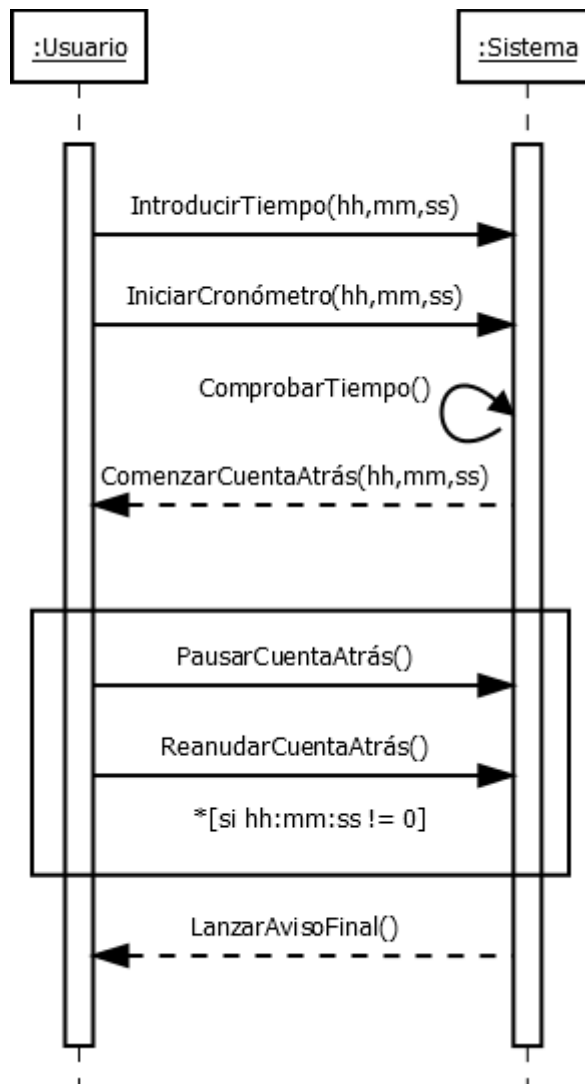 :Usuario
:Sistema
IntroducirTiempo(hh,mm,ss)
IniciarCronómetro(hh,mm,ss)
ComprobarTiempo()
ComenzarCuentaAtrás(hh,mm,ss)
PausarCuentaAtrás()
ReanudarCuentaAtrás()
*[si hh:mm:ss != 0]
LanzarAvisoFinal()